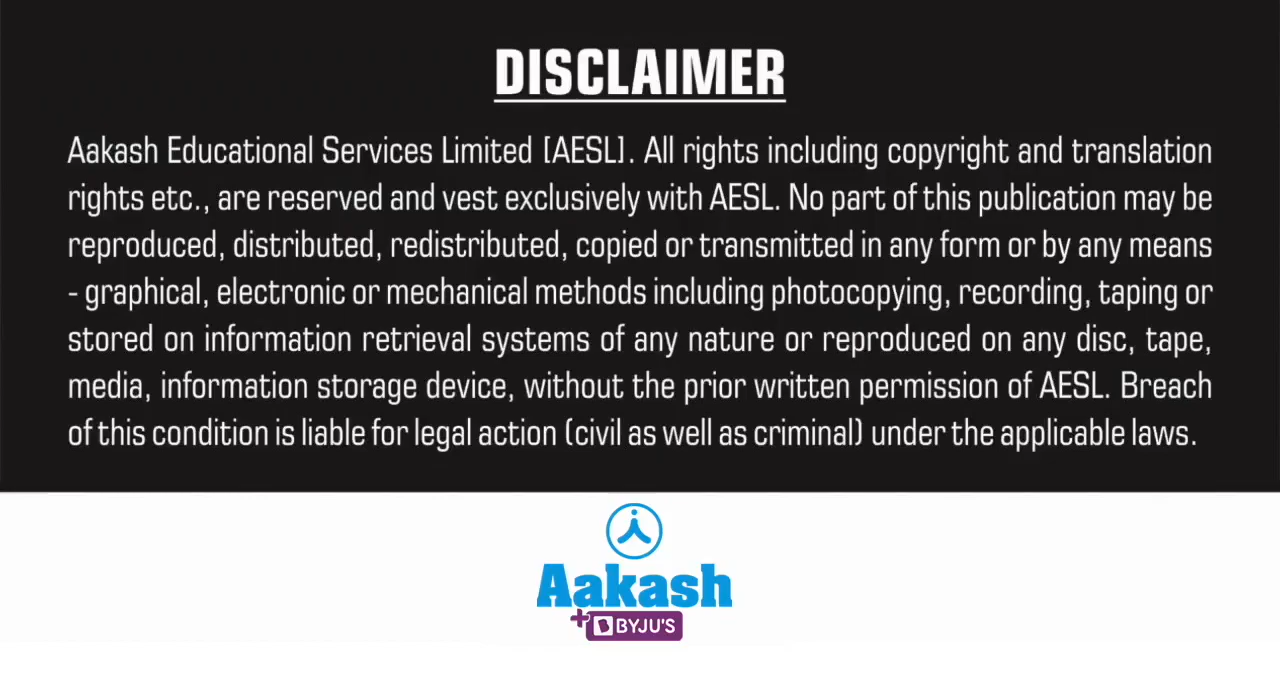 DISCLAIMER
Aakash Educational Services Limited [AESL]. All rights including copyright and translation
rights etc., are reserved and vest exclusively with AESL. No part of this publication may be
reproduced, distributed, redistributed, copied or transmitted in any form or by any means
- graphical, electronic or mechanical methods including photocopying, recording, taping or
stored on information retrieval systems of any nature or reproduced on any disc, tape,
media, information storage device, without the prior written permission of AESL. Breach
of this condition is liable for legal action (civil as well as criminal) under the applicable laws.
Aakash
+ BYJU'S